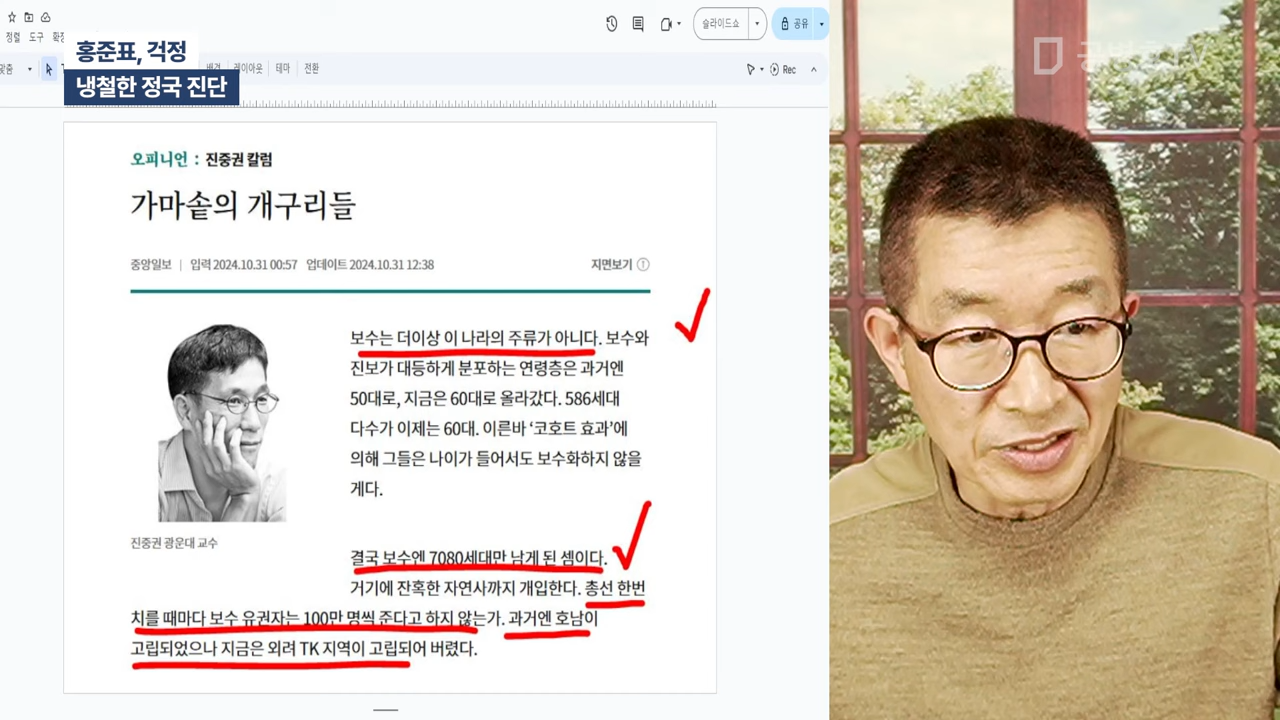 정렬 도구 확장
슬라이드쇼
공유
홍준표, 걱정
냉철한 정국 진단
맞춤
배경 레이아웃 테마 전환
Rec
오피니언 : 진중권 칼럼
가마솥의 개구리들
중앙일보 | 입력 2024.10.31 00:57 업데이트 2024.10.31 12:38
지면보기
보수는 더이상 이 나라의 주류가 아니다. 보수와
진보가 대등하게 분포하는 연령층은 과거엔
50대로, 지금은 60대로 올라갔다. 586세대
다수가 이제는 60대. 이른바 ‘코호트 효과’에
의해 그들은 나이가 들어서도 보수화하지 않을
게다.
진중권 광운대 교수
결국 보수엔 7080세대만 남게 된 셈이다.
거기에 잔혹한 자연사까지 개입한다. 총선 한번
치를 때마다 보수 유권자는 100만 명씩 준다고 하지 않는가. 과거엔 호남이
고립되었으나 지금은 외려 TK 지역이 고립되어 버렸다.